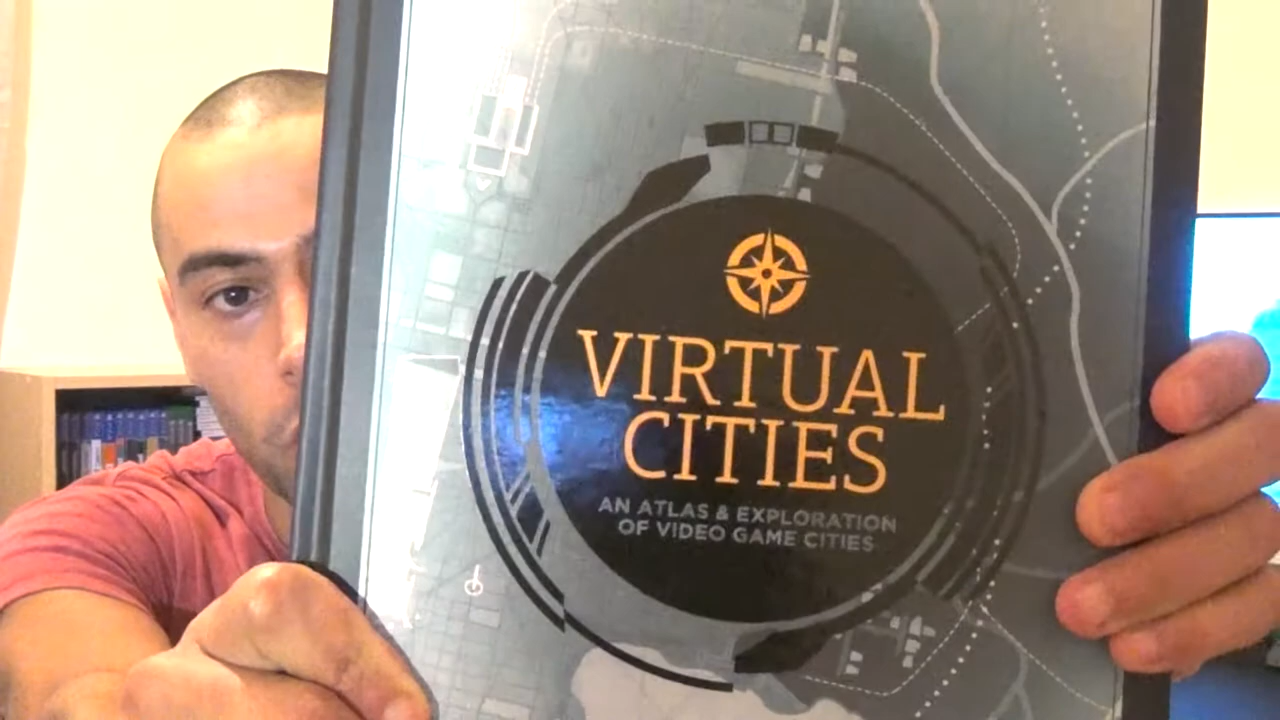 VIRTUAL
CITIES
AN ATLAS & EXPLORATION
OF VIDEO GAME CITIES